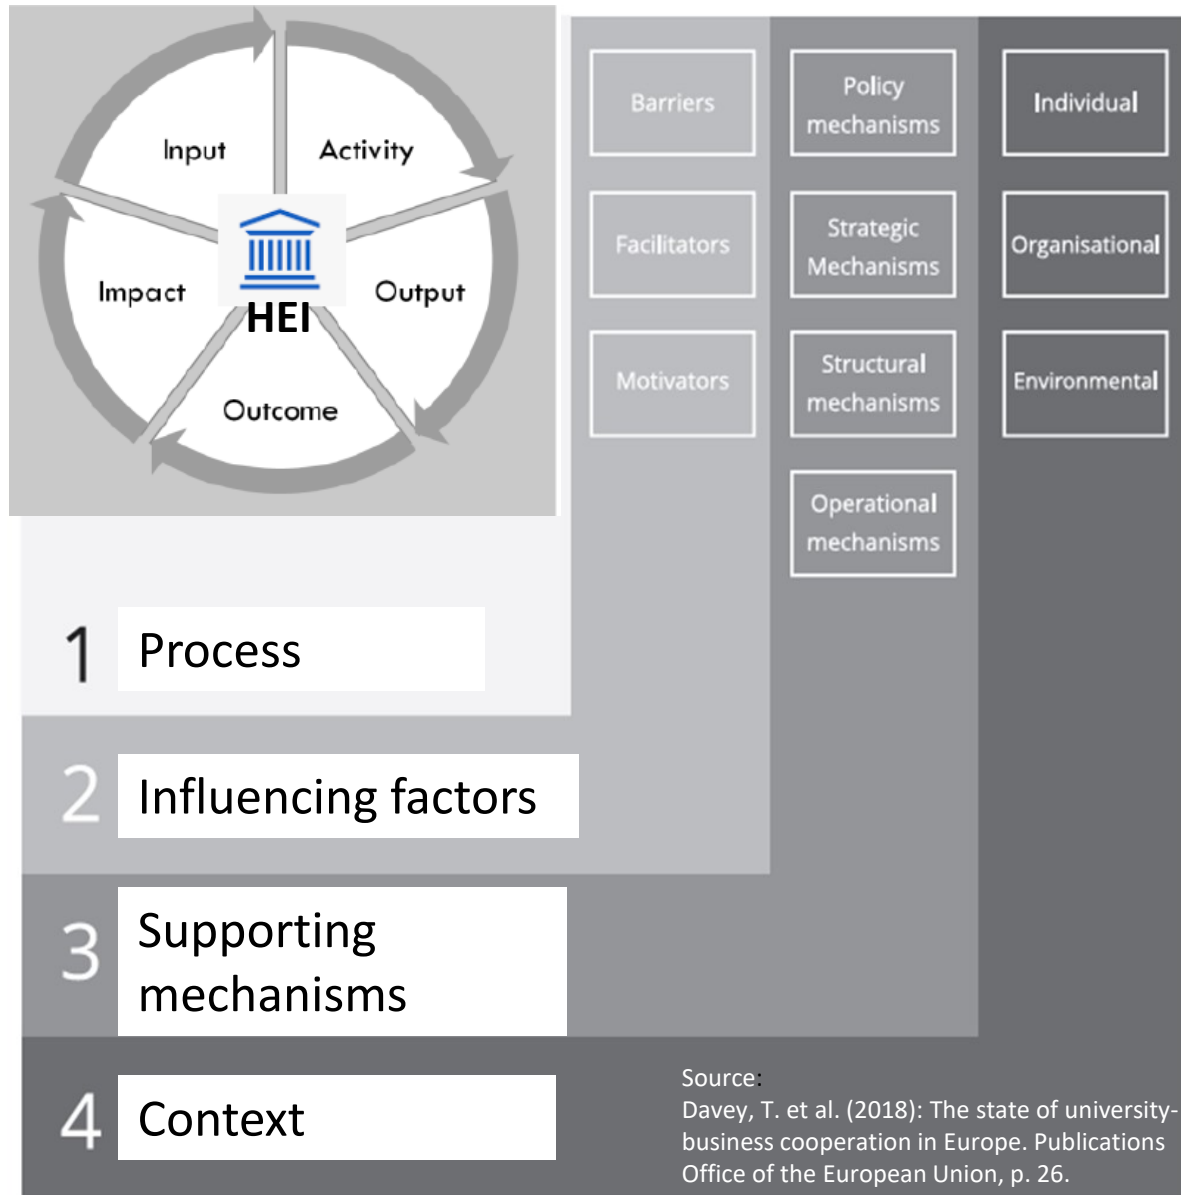 Input
Activity
Impact
HEI
Output
Outcome
Barriers
Facilitators
Motivators
Policy
mechanisms
Strategic
Mechanisms
Structural
mechanisms
Operational
mechanisms
Individual
Organisational
Environmental
1 Process
2 Influencing factors
3 Supporting
mechanisms
4 Context
Source:
Davey, T. et al. (2018): The state of university-
business cooperation in Europe. Publications
Office of the European Union, p. 26.